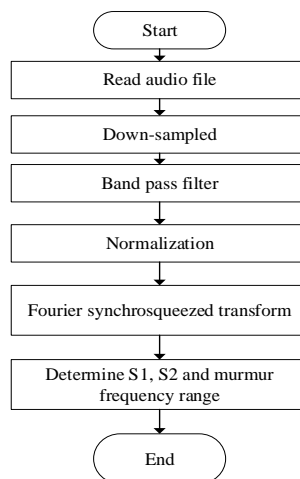 Start
Read audio file
Down-sampled
Band pass filter
Normalization
Fourier synchrosqueezed transform
Determine S1, S2 and murmur
frequency range
End